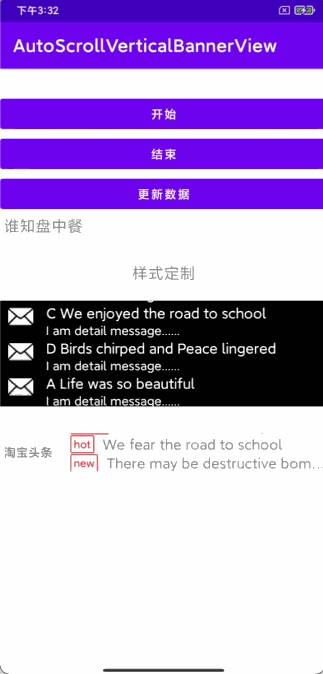 下午3:32
AutoScrollVerticalBannerView
开始
结束
更新数据
谁知盘中餐
样式定制
C We enjoyed the road to school
I am detail message......
D Birds chirped and Peace lingered
I am detail message......
A Life was so beautiful
I am detail message......
淘宝头条
hot We fear the road to school
new There may be destructive bom...